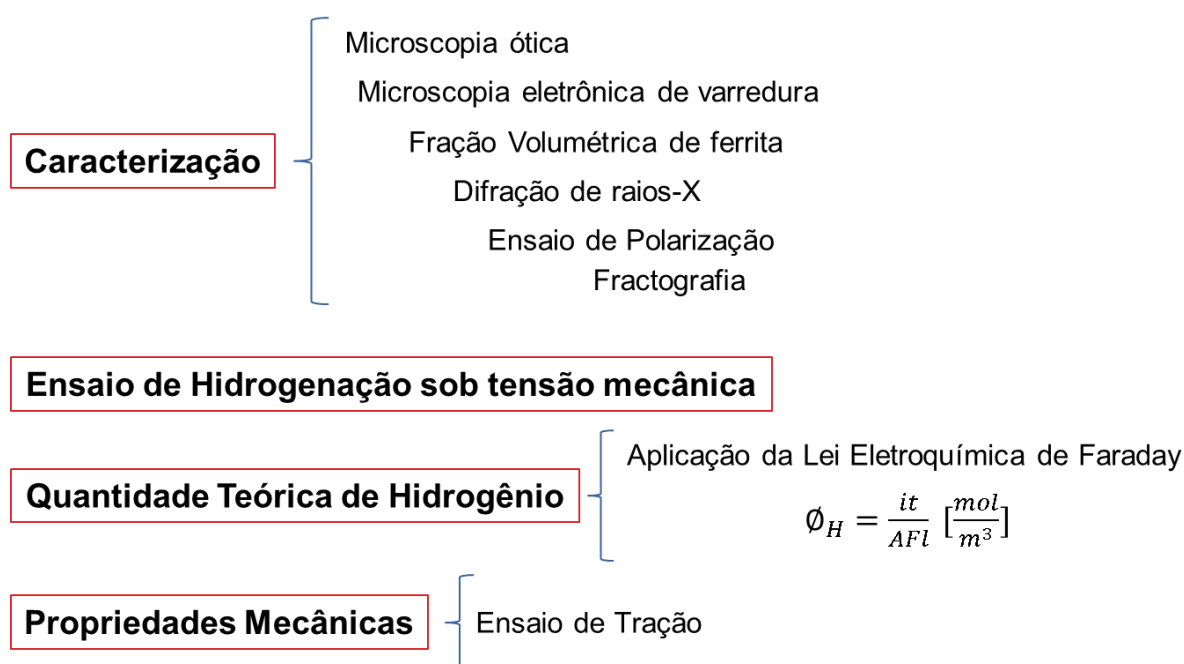 Microscopia ótica
Microscopia eletrônica de varredura
Fração Volumétrica de ferrita
Caracterização
Difração de raios-X
Ensaio de Polarização
Fractografia
Ensaio de Hidrogenação sob tensão mecânica
Aplicação da Lei Eletroquímica de Faraday
Quantidade Teórica de Hidrogênio
∅_H = it/AFl [mol/m³]
Propriedades Mecânicas
Ensaio de Tração